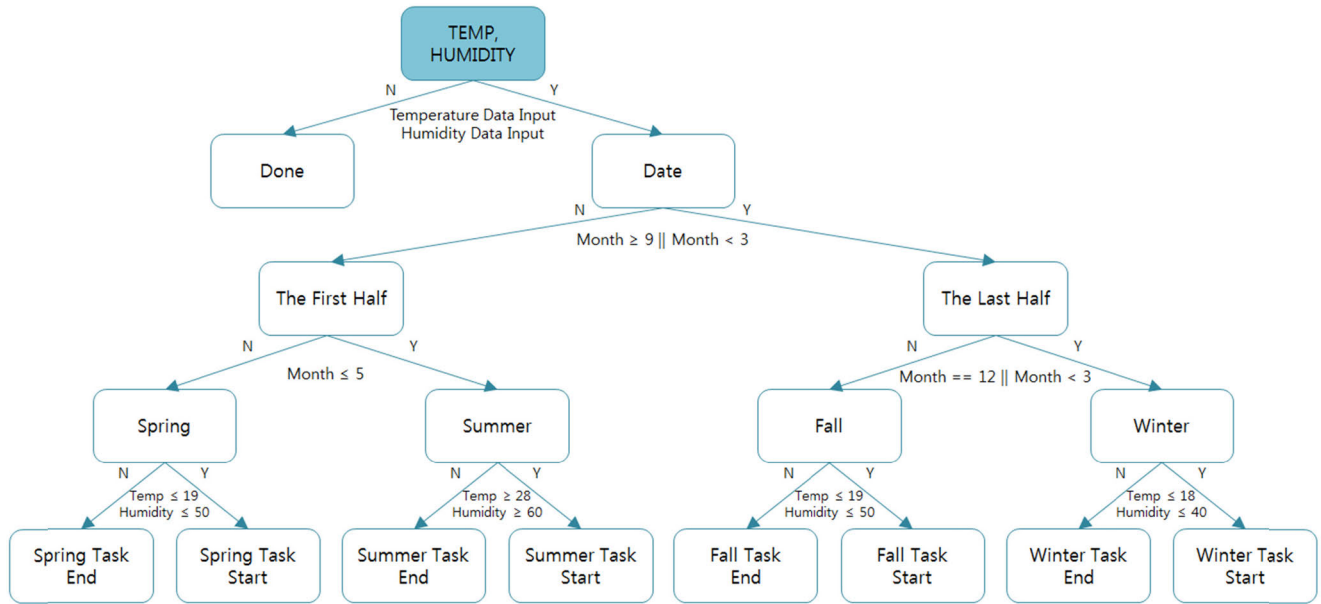 TEMP,
HUMIDITY
N
Y
Temperature Data Input
Humidity Data Input
Done
Date
N
Y
Month ≥ 9 || Month < 3
The First Half
The Last Half
N
Y
N
Y
Month ≤ 5
Month == 12 || Month < 3
Spring
Summer
Fall
Winter
N
Y
N
Y
N
Y
N
Y
Temp ≤ 19
Humidity ≤ 50
Temp ≥ 28
Humidity ≥ 60
Temp ≤ 19
Humidity ≤ 50
Temp ≤ 18
Humidity ≤ 40
Spring Task
End
Spring Task
Start
Summer Task
End
Summer Task
Start
Fall Task
End
Fall Task
Start
Winter Task
End
Winter Task
Start